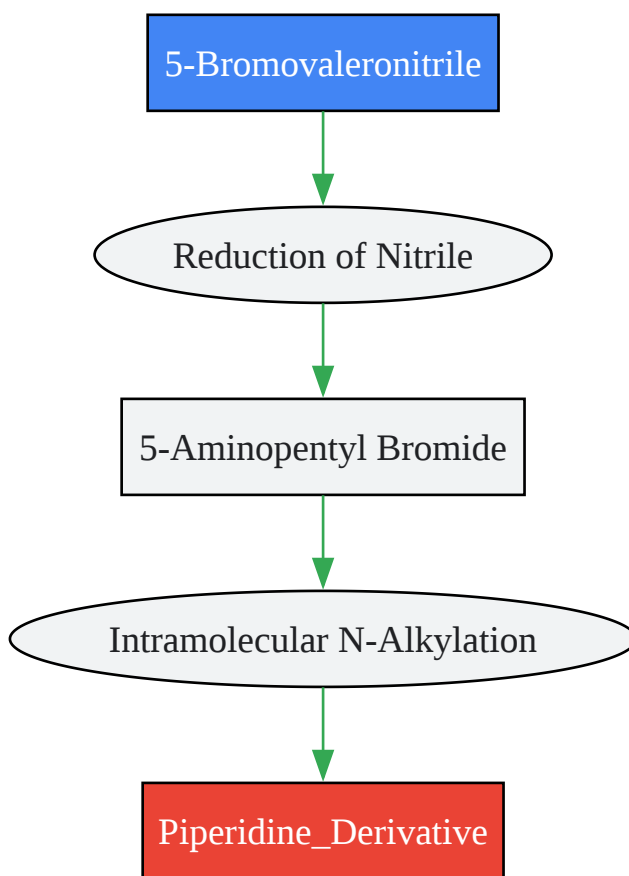 5-Bromovaleronitrile
Reduction of Nitrile
5-Aminopentyl Bromide
Intramolecular N-Alkylation
Piperidine_Derivative